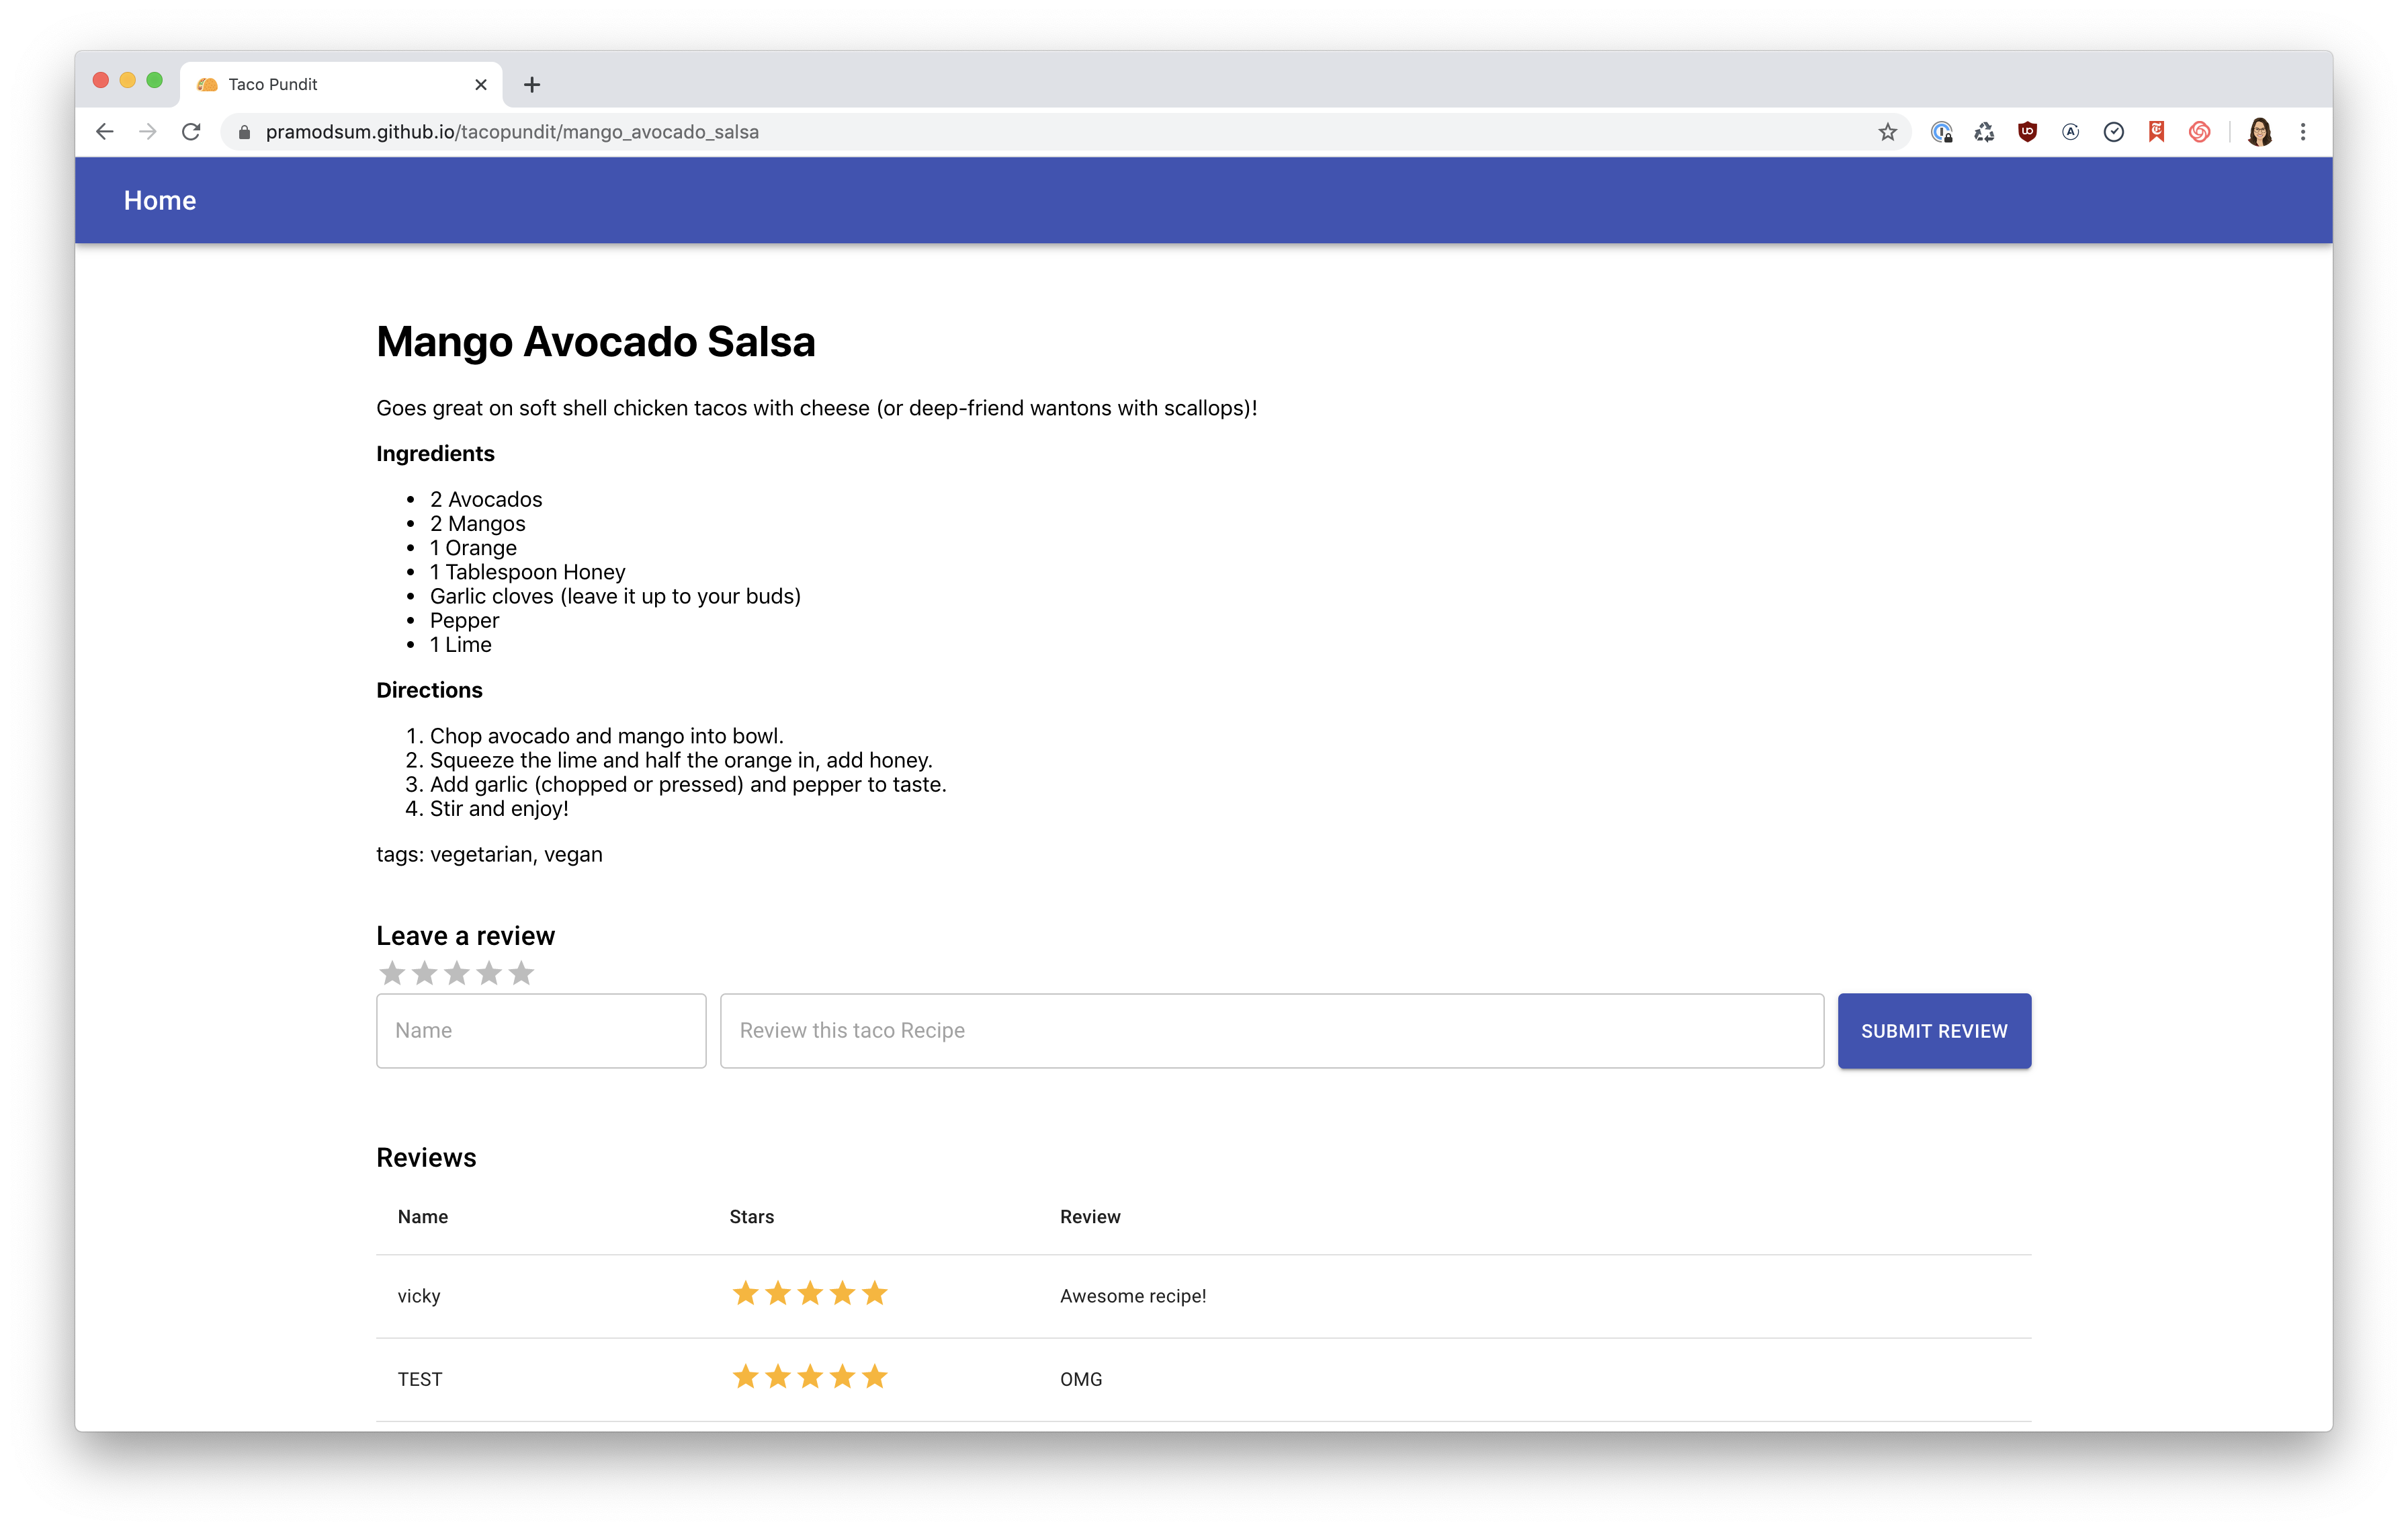 Taco Pundit
pramodsum.github.io/tacopundit/mango_avocado_salsa
Home
Mango Avocado Salsa
Goes great on soft shell chicken tacos with cheese (or deep-friend wantons with scallops)!
Ingredients
• 2 Avocados
• 2 Mangos
• 1 Orange
• 1 Tablespoon Honey
• Garlic cloves (leave it up to your buds)
• Pepper
• 1 Lime
Directions
1. Chop avocado and mango into bowl.
2. Squeeze the lime and half the orange in, add honey.
3. Add garlic (chopped or pressed) and pepper to taste.
4. Stir and enjoy!
tags: vegetarian, vegan
Leave a review
Name Review this taco Recipe SUBMIT REVIEW
Reviews
Name Stars Review
vicky Awesome recipe!
TEST OMG